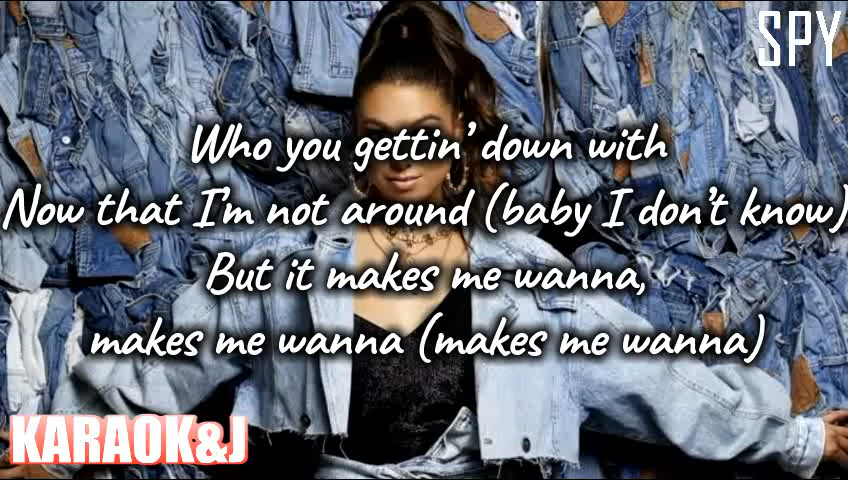 SPY
Who you gettin' down with
Now that I'm not around (baby I don't know)
But it makes me wanna,
makes me wanna (makes me wanna)
KARAOK&J